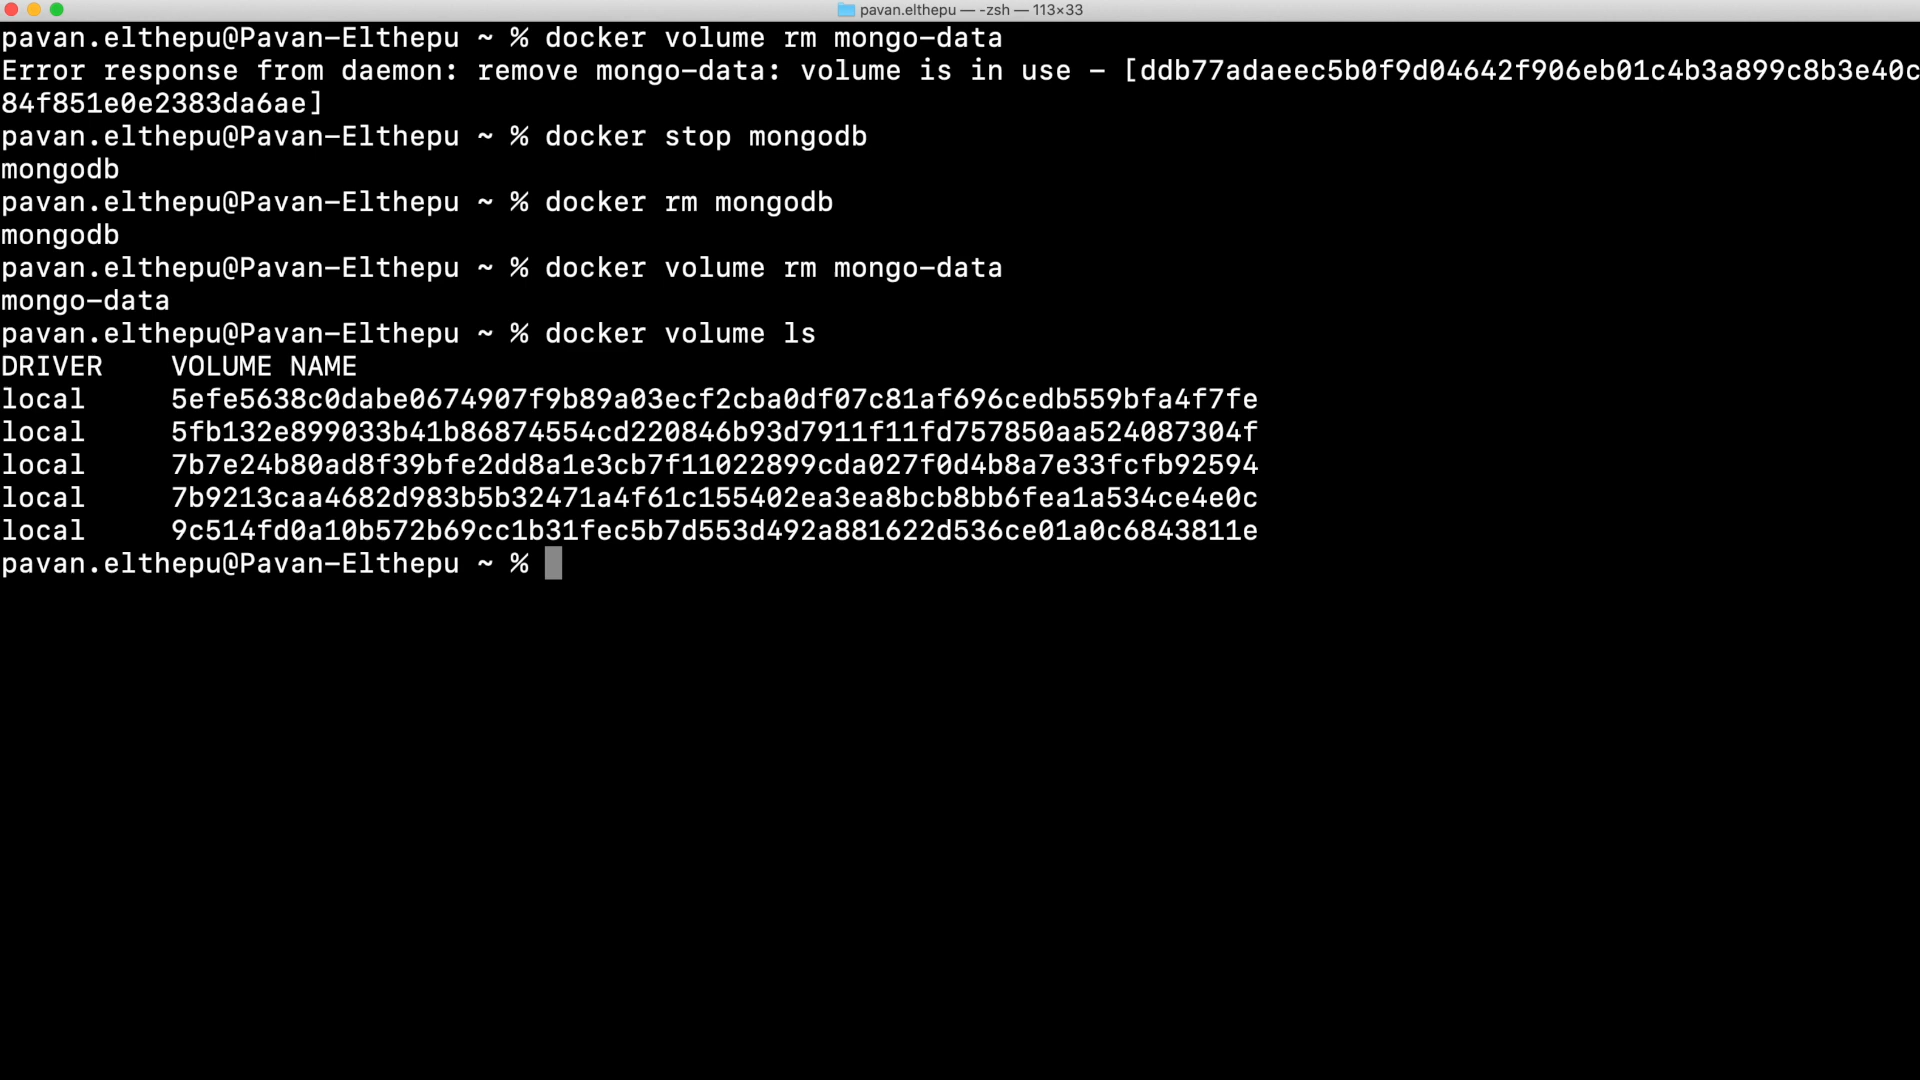 pavan.elthepu — -zsh — 113×33
pavan.elthepu@Pavan-Elthepu ~ % docker volume rm mongo-data
Error response from daemon: remove mongo-data: volume is in use - [ddb77adaeec5b0f9d04642f906eb01c4b3a899c8b3e40c
84f851e0e2383da6ae]
pavan.elthepu@Pavan-Elthepu ~ % docker stop mongodb
mongodb
pavan.elthepu@Pavan-Elthepu ~ % docker rm mongodb
mongodb
pavan.elthepu@Pavan-Elthepu ~ % docker volume rm mongo-data
mongo-data
pavan.elthepu@Pavan-Elthepu ~ % docker volume ls
DRIVER    VOLUME NAME
local     5efe5638c0dabe0674907f9b89a03ecf2cba0df07c81af696cedb559bfa4f7fe
local     5fb132e899033b41b86874554cd220846b93d7911f11fd757850aa524087304f
local     7b7e24b80ad8f39bfe2dd8a1e3cb7f11022899cda027f0d4b8a7e33fcfb92594
local     7b9213caa4682d983b5b32471a4f61c155402ea3ea8bcb8bb6fea1a534ce4e0c
local     9c514fd0a10b572b69cc1b31fec5b7d553d492a881622d536ce01a0c6843811e
pavan.elthepu@Pavan-Elthepu ~ %